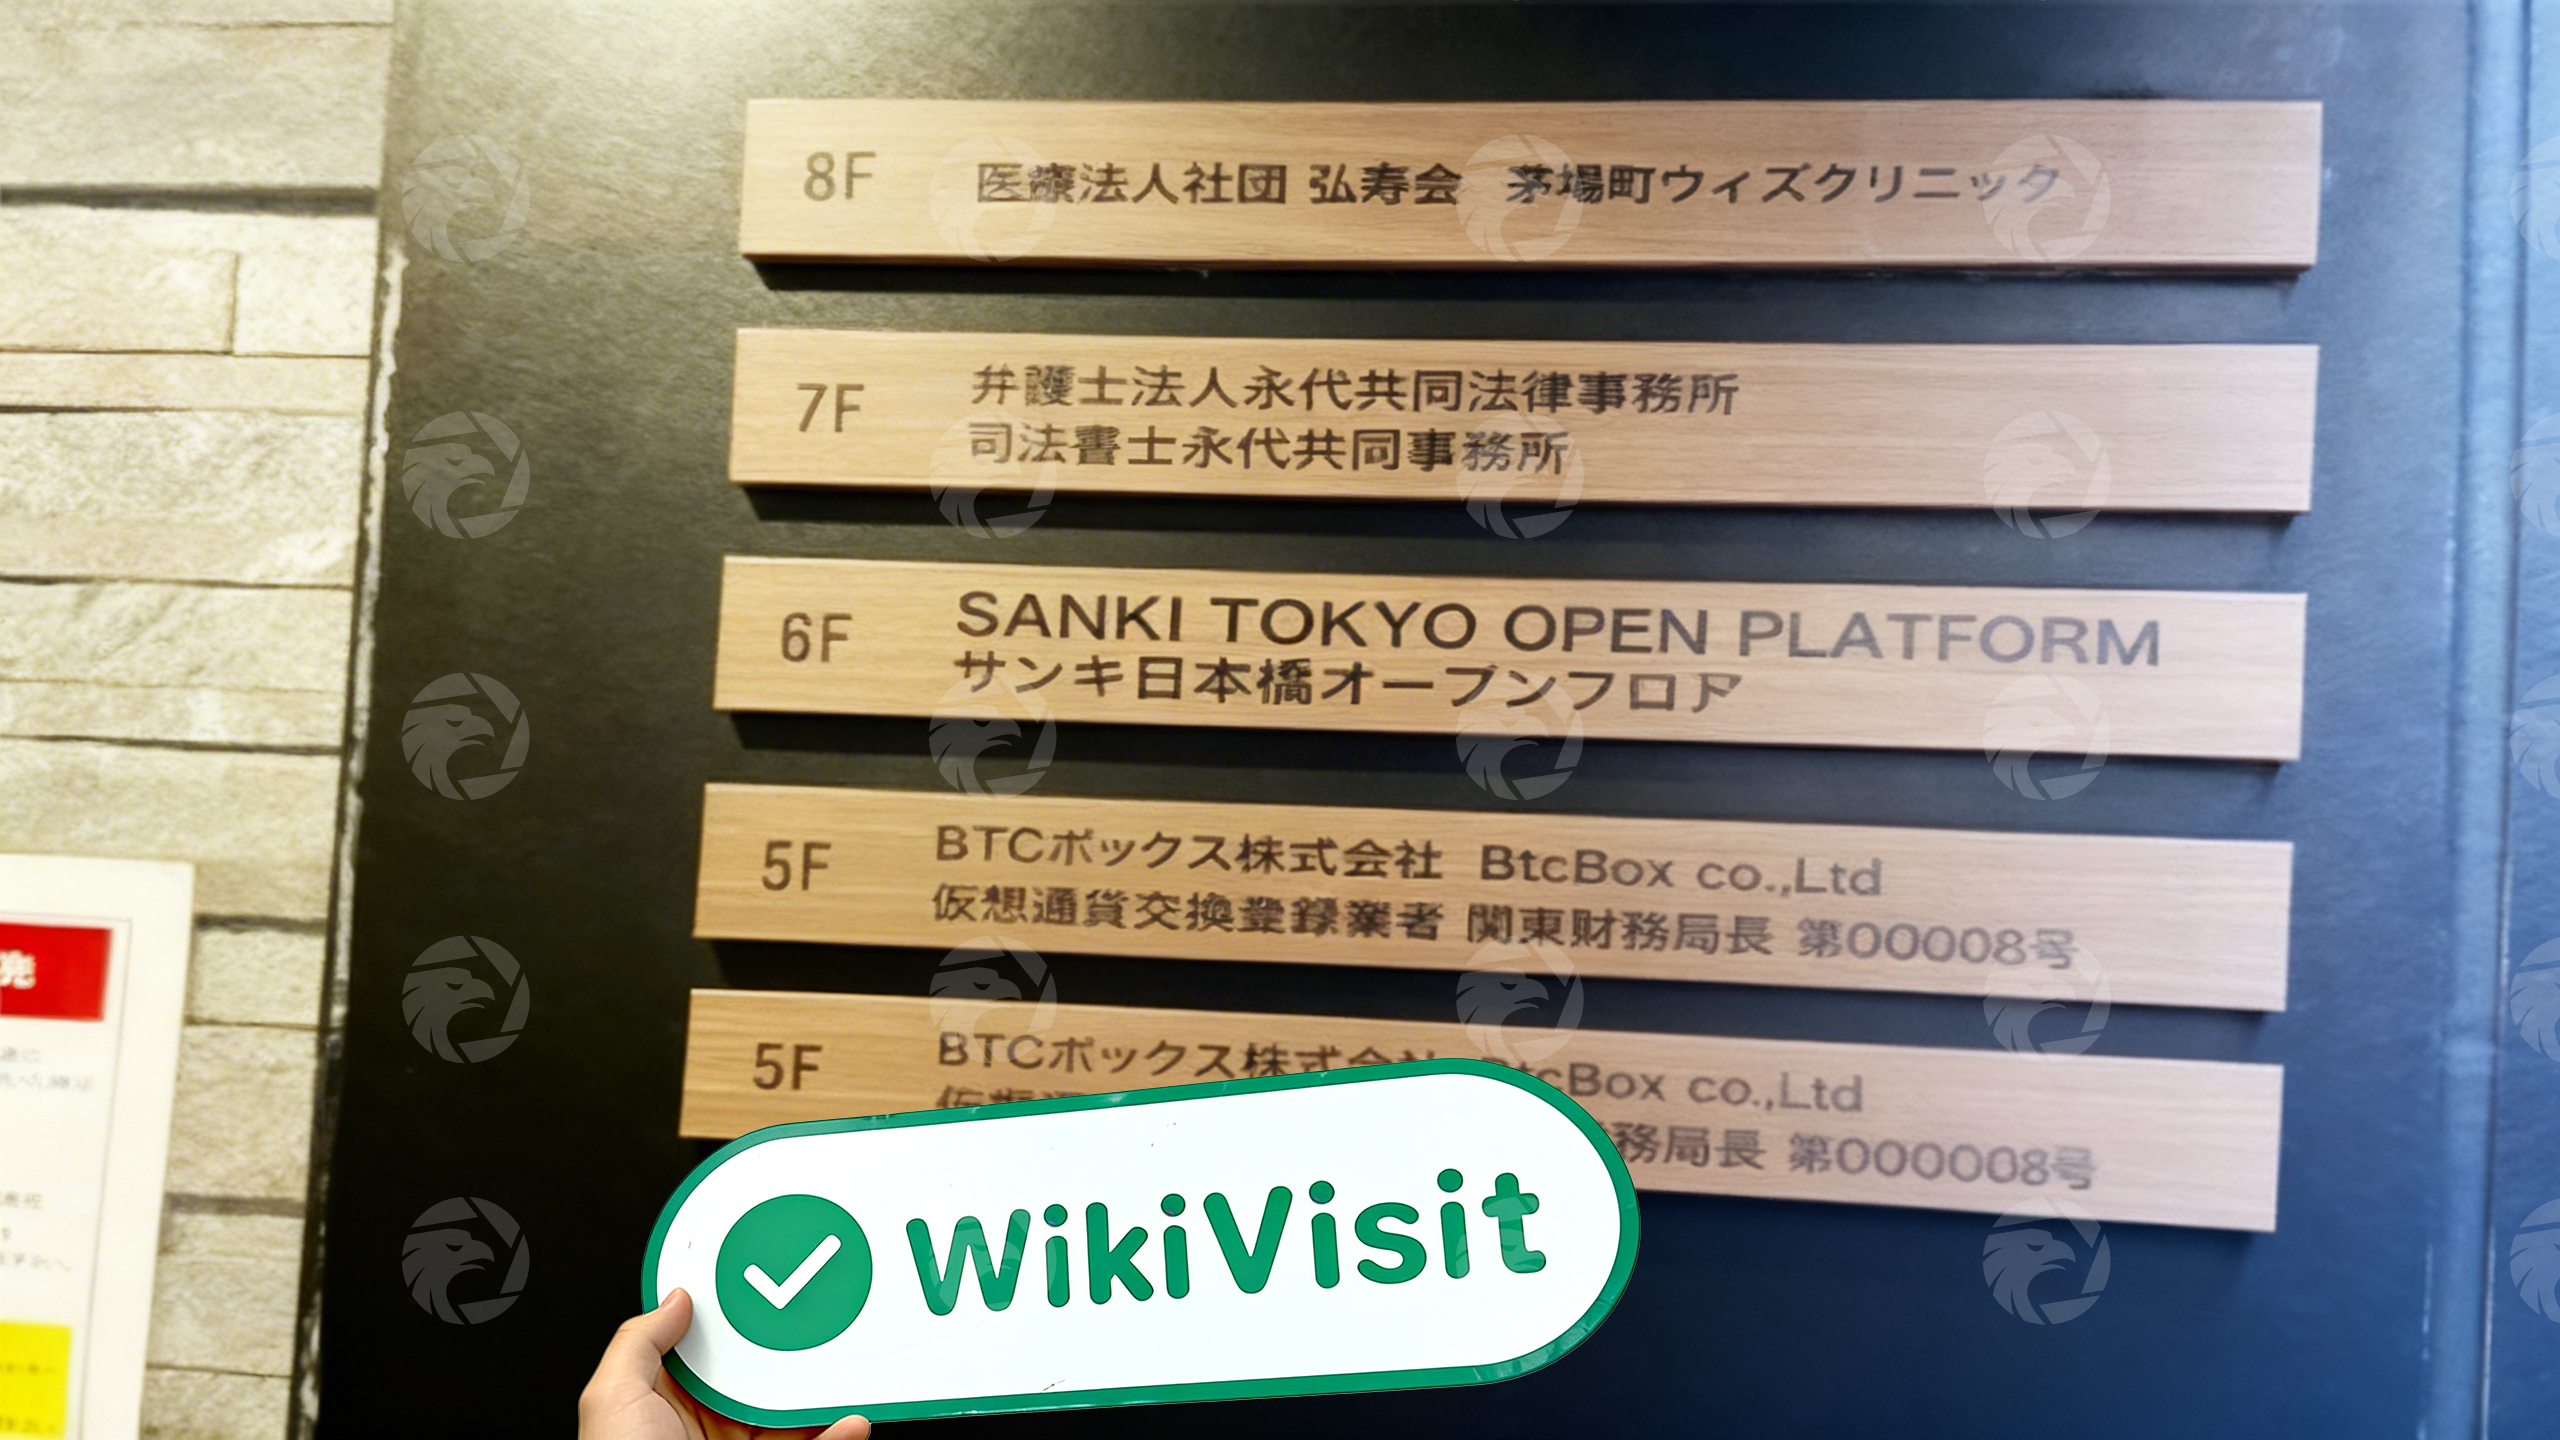 8F 医療法人社団 弘寿会 茅場町ウィズクリニック
7F 弁護士法人永代共同法律事務所
司法書士永代共同事務所
6F SANKI TOKYO OPEN PLATFORM
サンキ日本橋オープンフロア
5F BTCボックス株式会社 BtcBox co.,Ltd
仮想通貨交換業登録業者 関東財務局長 第00008号
5F BTCボックス株式会社 BtcBox co.,Ltd
務局長 第000008号
WikiVisit